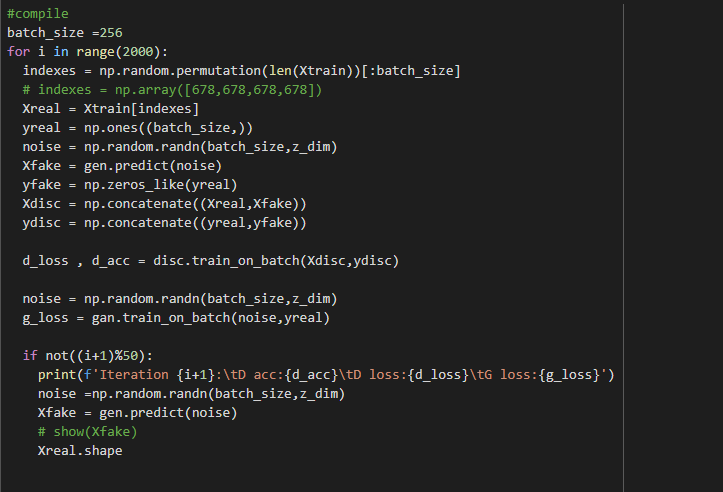 #compile
batch_size =256
for i in range(2000):
  indexes = np.random.permutation(len(Xtrain))[:batch_size]
  # indexes = np.array([678,678,678,678])
  Xreal = Xtrain[indexes]
  yreal = np.ones((batch_size,))
  noise = np.random.randn(batch_size,z_dim)
  Xfake = gen.predict(noise)
  yfake = np.zeros_like(yreal)
  Xdisc = np.concatenate((Xreal,Xfake))
  ydisc = np.concatenate((yreal,yfake))

  d_loss , d_acc = disc.train_on_batch(Xdisc,ydisc)

  noise = np.random.randn(batch_size,z_dim)
  g_loss = gan.train_on_batch(noise,yreal)

  if not((i+1)%50):
    print(f'Iteration {i+1}:\tD acc:{d_acc}\tD loss:{d_loss}\tG loss:{g_loss}')
    noise =np.random.randn(batch_size,z_dim)
    Xfake = gen.predict(noise)
    # show(Xfake)
    Xreal.shape